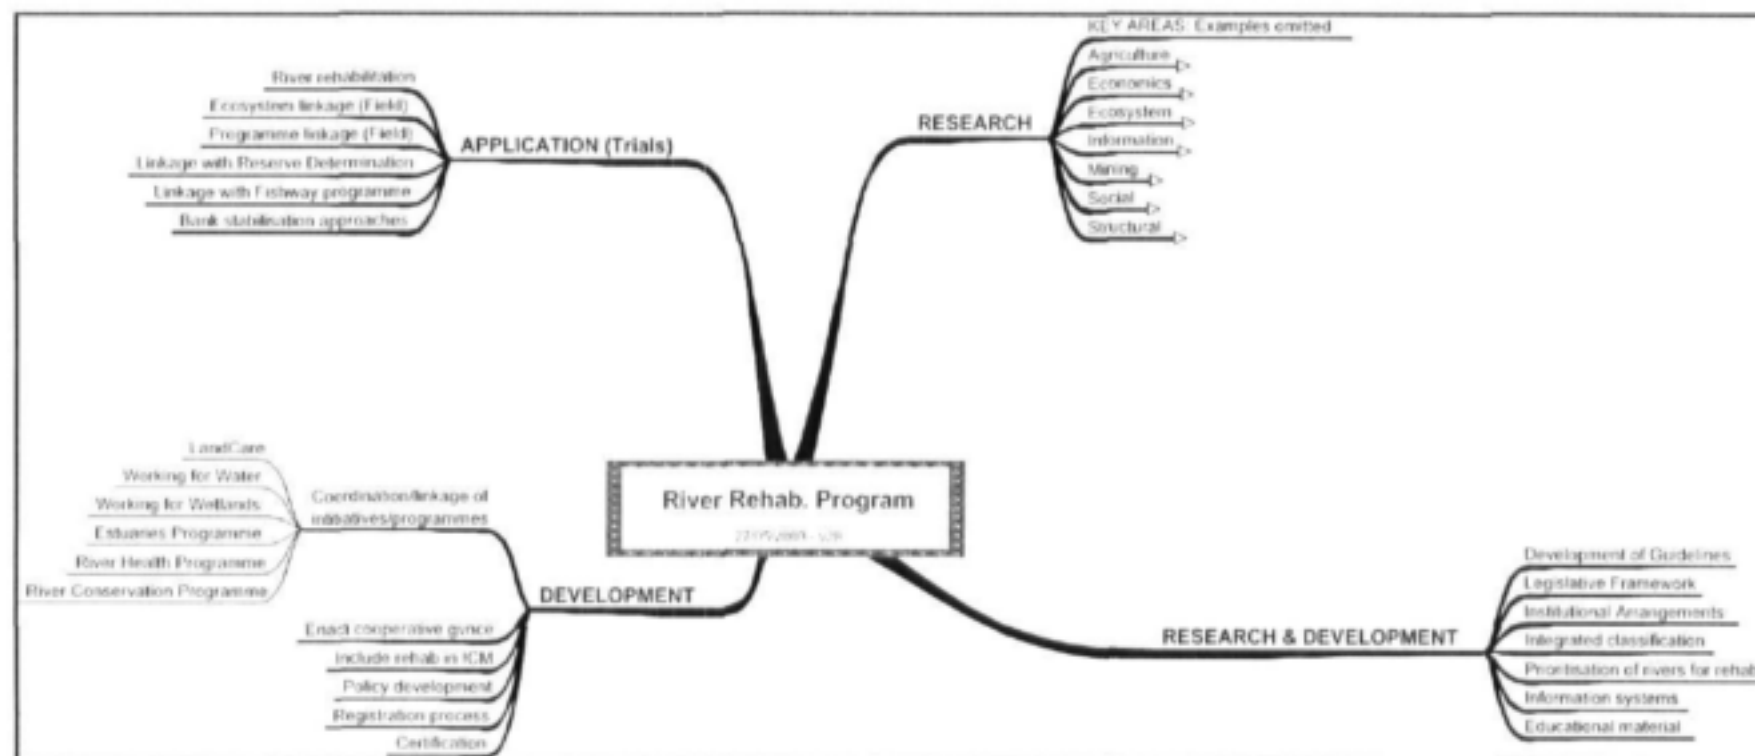 KEY AREAS: Examples omitted
Agriculture
Economics
Ecosystem
Information
Mining
Social
Structural
RESEARCH
River rehabilitation
Ecosystem linkage (Field)
Programme linkage (Field)
Linkage with Reserve Determination
Linkage with Fishway programme
Bank stabilisation approaches
APPLICATION (Trials)
River Rehab. Program
LandCare
Working for Water
Working for Wetlands
Estuaries Programme
River Health Programme
River Conservation Programme
Coordination/linkage of
initiatives/programmes
DEVELOPMENT
Enact cooperative gvnce
Include rehab in ICM
Policy development
Registration process
Certification
RESEARCH & DEVELOPMENT
Development of Guidelines
Legislative Framework
Institutional Arrangements
Integrated classification
Prioritisation of rivers for rehab
Information systems
Educational material